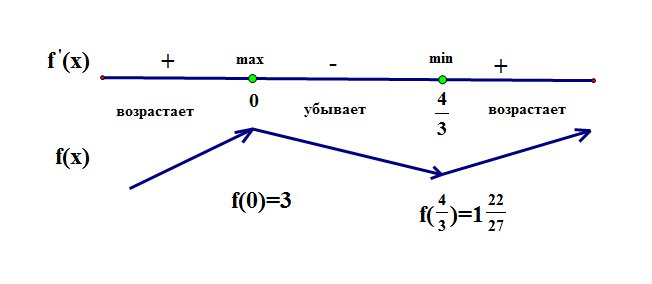 f'(x) + max - min +
0 4/3
возрастает убывает возрастает
f(x)
f(0)=3 f(4/3)=1 22/27